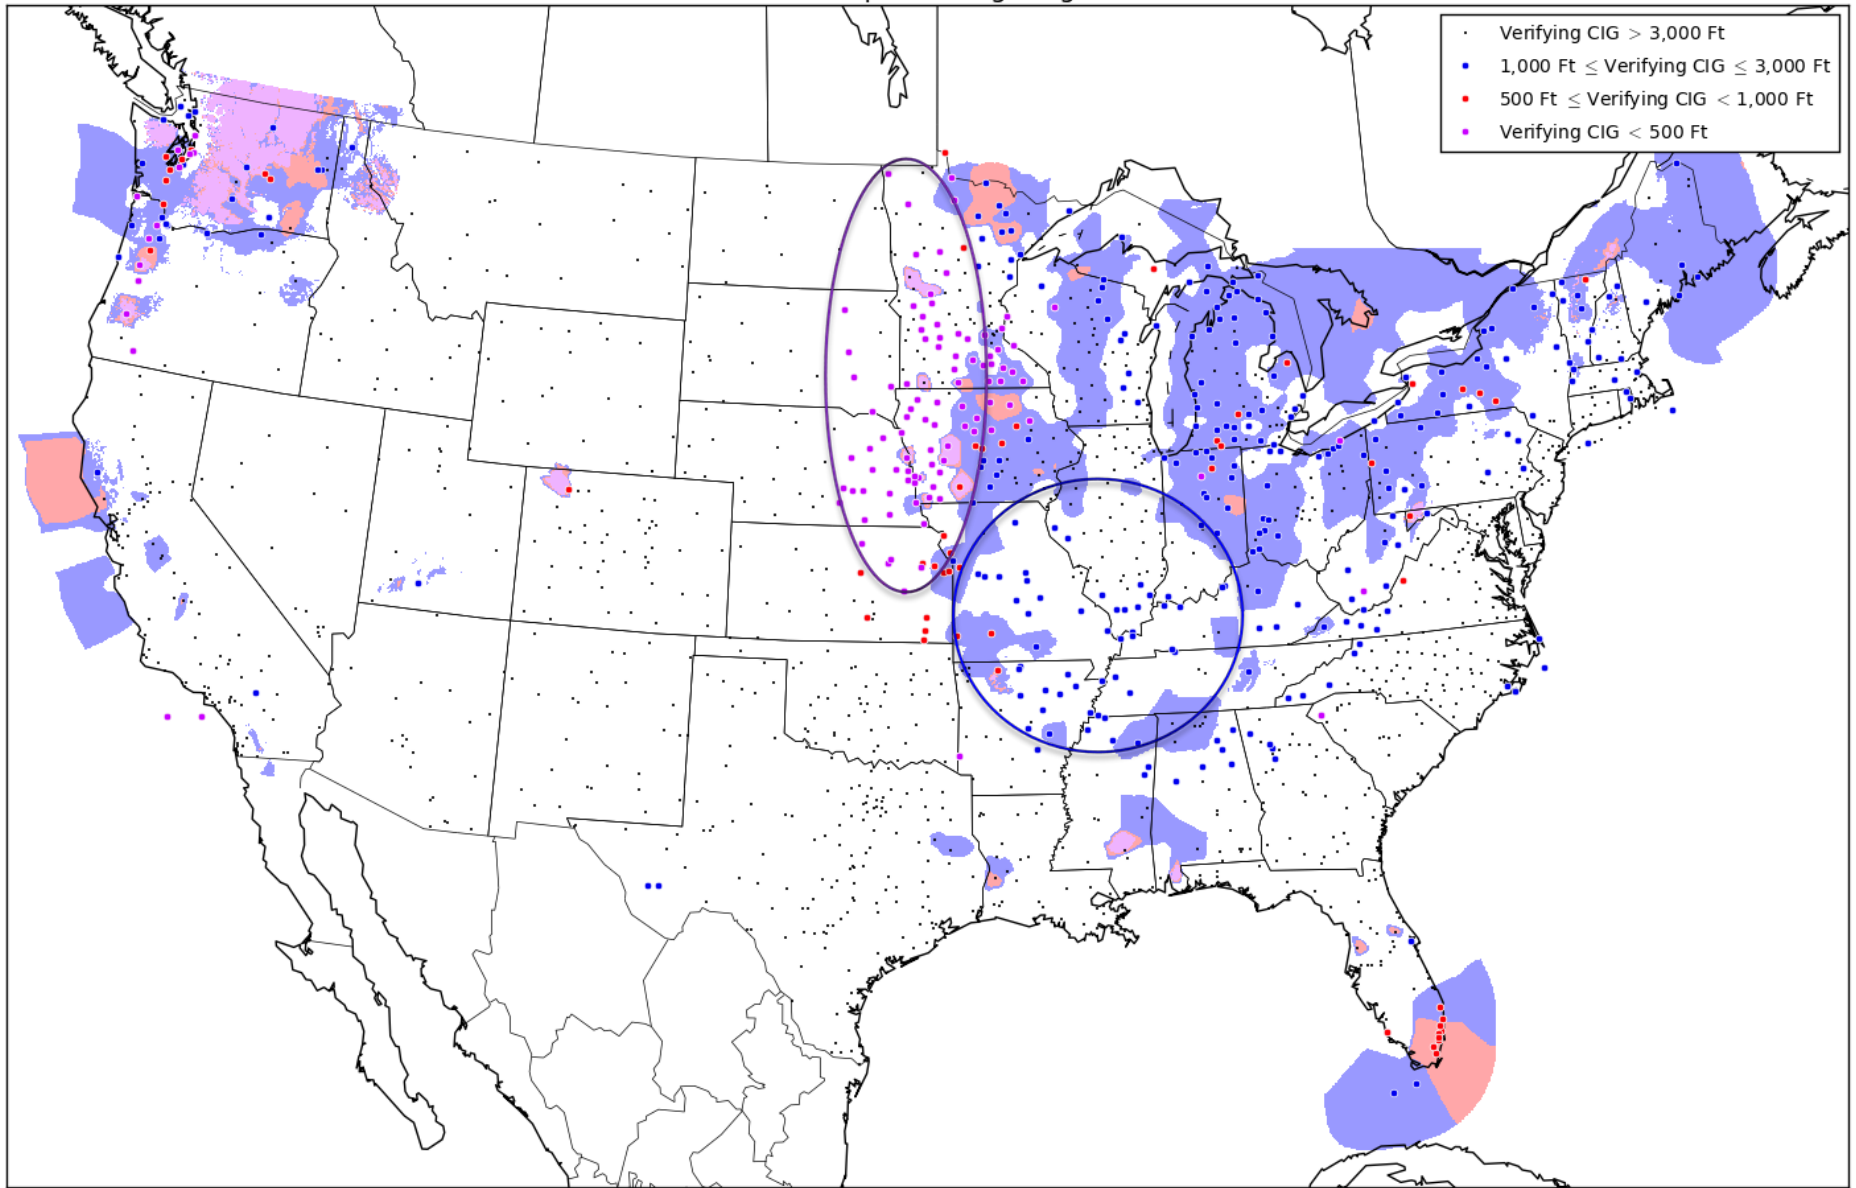 Verifying CIG > 3,000 Ft
1,000 Ft ≤ Verifying CIG ≤ 3,000 Ft
500 Ft ≤ Verifying CIG < 1,000 Ft
Verifying CIG < 500 Ft